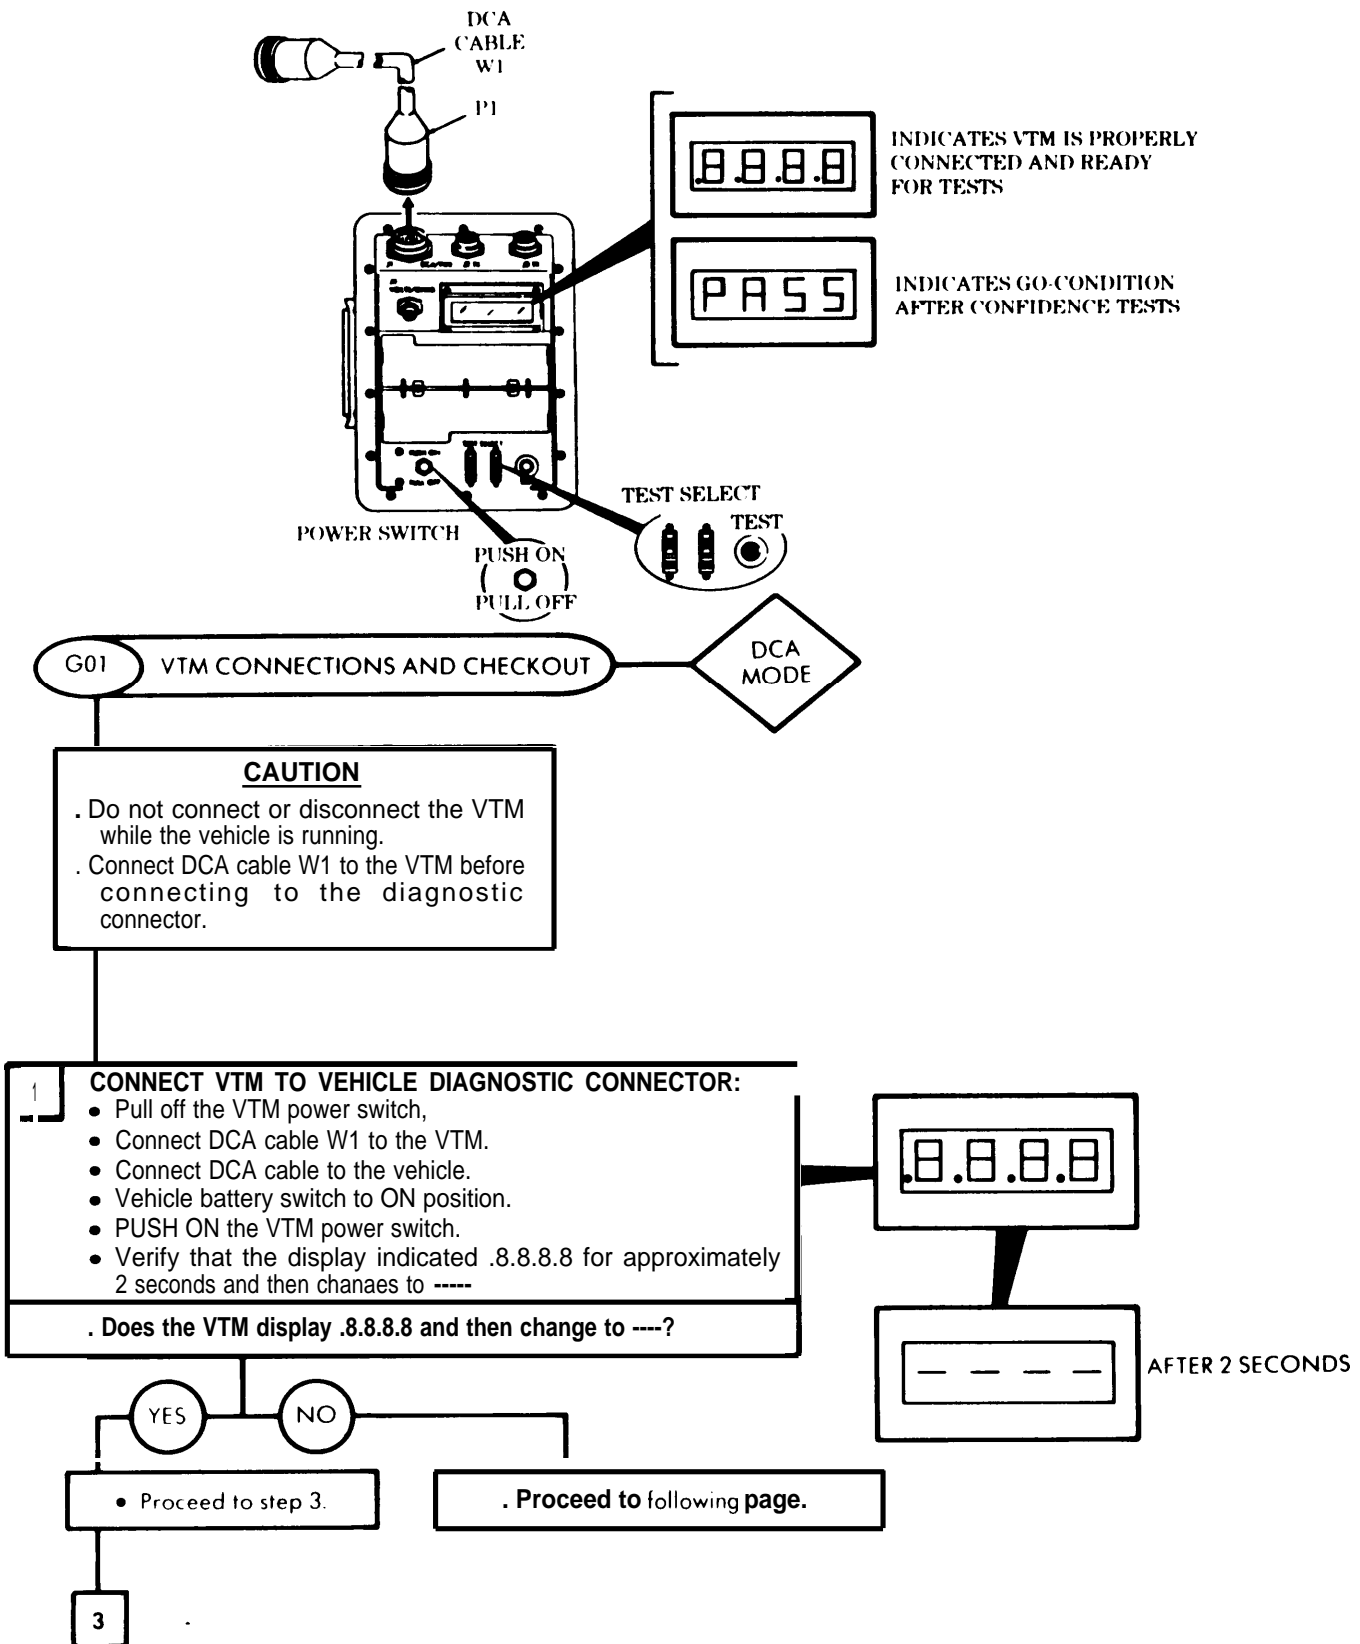 DCA
CABLE
W1
P1
.8.8.8.8
INDICATES VTM IS PROPERLY
CONNECTED AND READY
FOR TESTS
PASS
INDICATES GO-CONDITION
AFTER CONFIDENCE TESTS
TEST SELECT
TEST
POWER SWITCH
PUSH ON
PULL OFF
G01
VTM CONNECTIONS AND CHECKOUT
DCA
MODE
CAUTION
. Do not connect or disconnect the VTM
while the vehicle is running.
. Connect DCA cable W1 to the VTM before
connecting to the diagnostic
connector.
1
CONNECT VTM TO VEHICLE DIAGNOSTIC CONNECTOR:
• Pull off the VTM power switch,
• Connect DCA cable W1 to the VTM.
• Connect DCA cable to the vehicle.
• Vehicle battery switch to ON position.
• PUSH ON the VTM power switch.
• Verify that the display indicated .8.8.8.8 for approximately
2 seconds and then chanaes to -----
. Does the VTM display .8.8.8.8 and then change to ----?
.8.8.8.8
– – – –
AFTER 2 SECONDS
YES
NO
• Proceed to step 3.
. Proceed to following page.
3